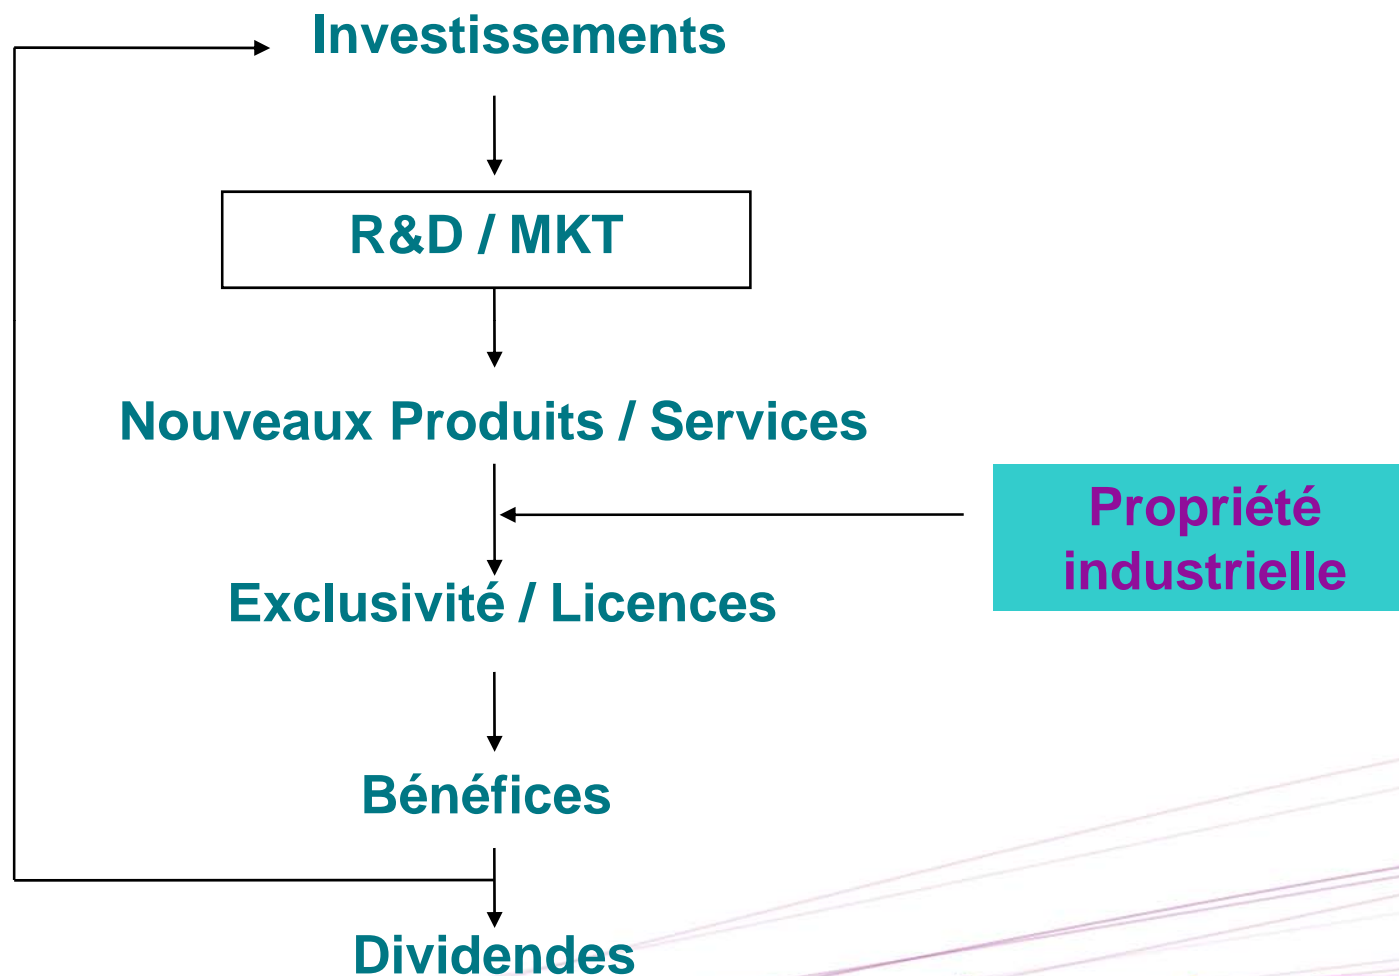 Investissements
R&D / MKT
Nouveaux Produits / Services
Propriété
industrielle
Exclusivité / Licences
Bénéfices
Dividendes